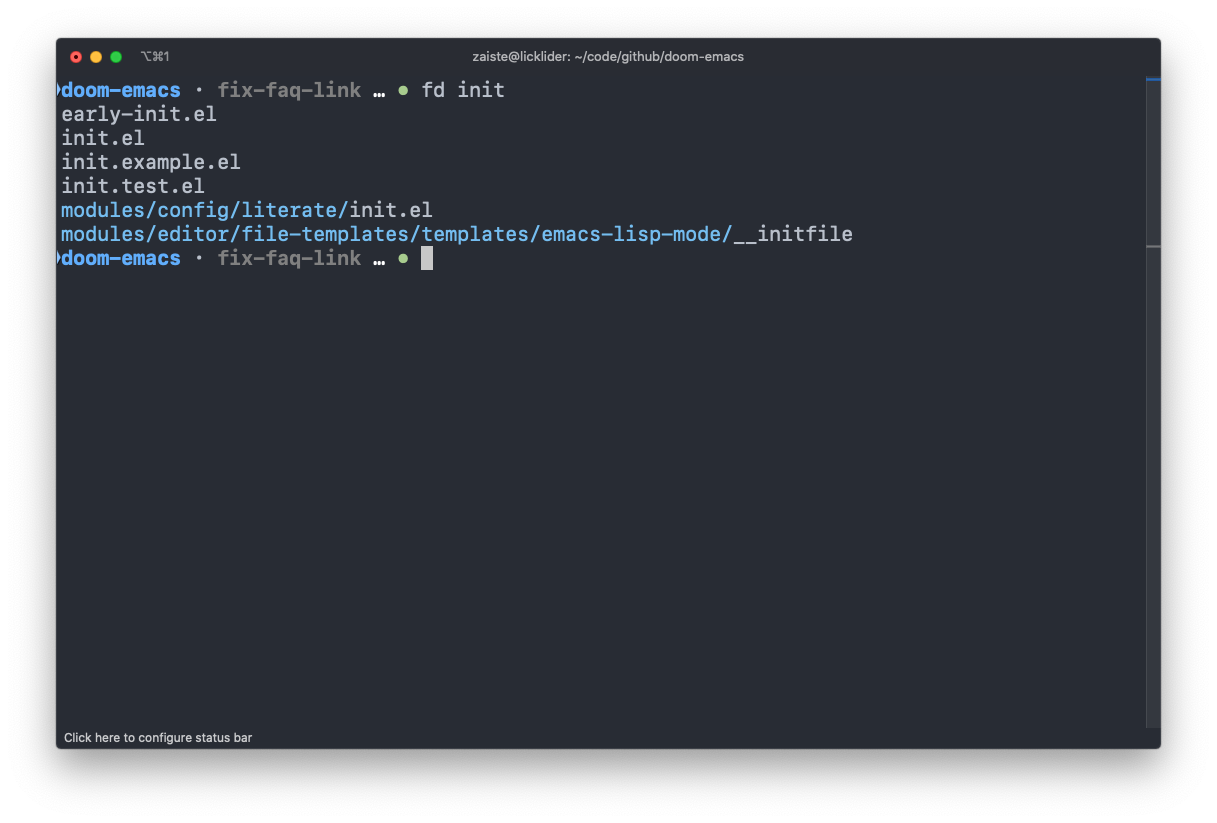 ⌥⌘1 zaiste@licklider: ~/code/github/doom-emacs
doom-emacs · fix-faq-link … ● fd init
early-init.el
init.el
init.example.el
init.test.el
modules/config/literate/init.el
modules/editor/file-templates/templates/emacs-lisp-mode/__initfile
doom-emacs · fix-faq-link … ●
Click here to configure status bar